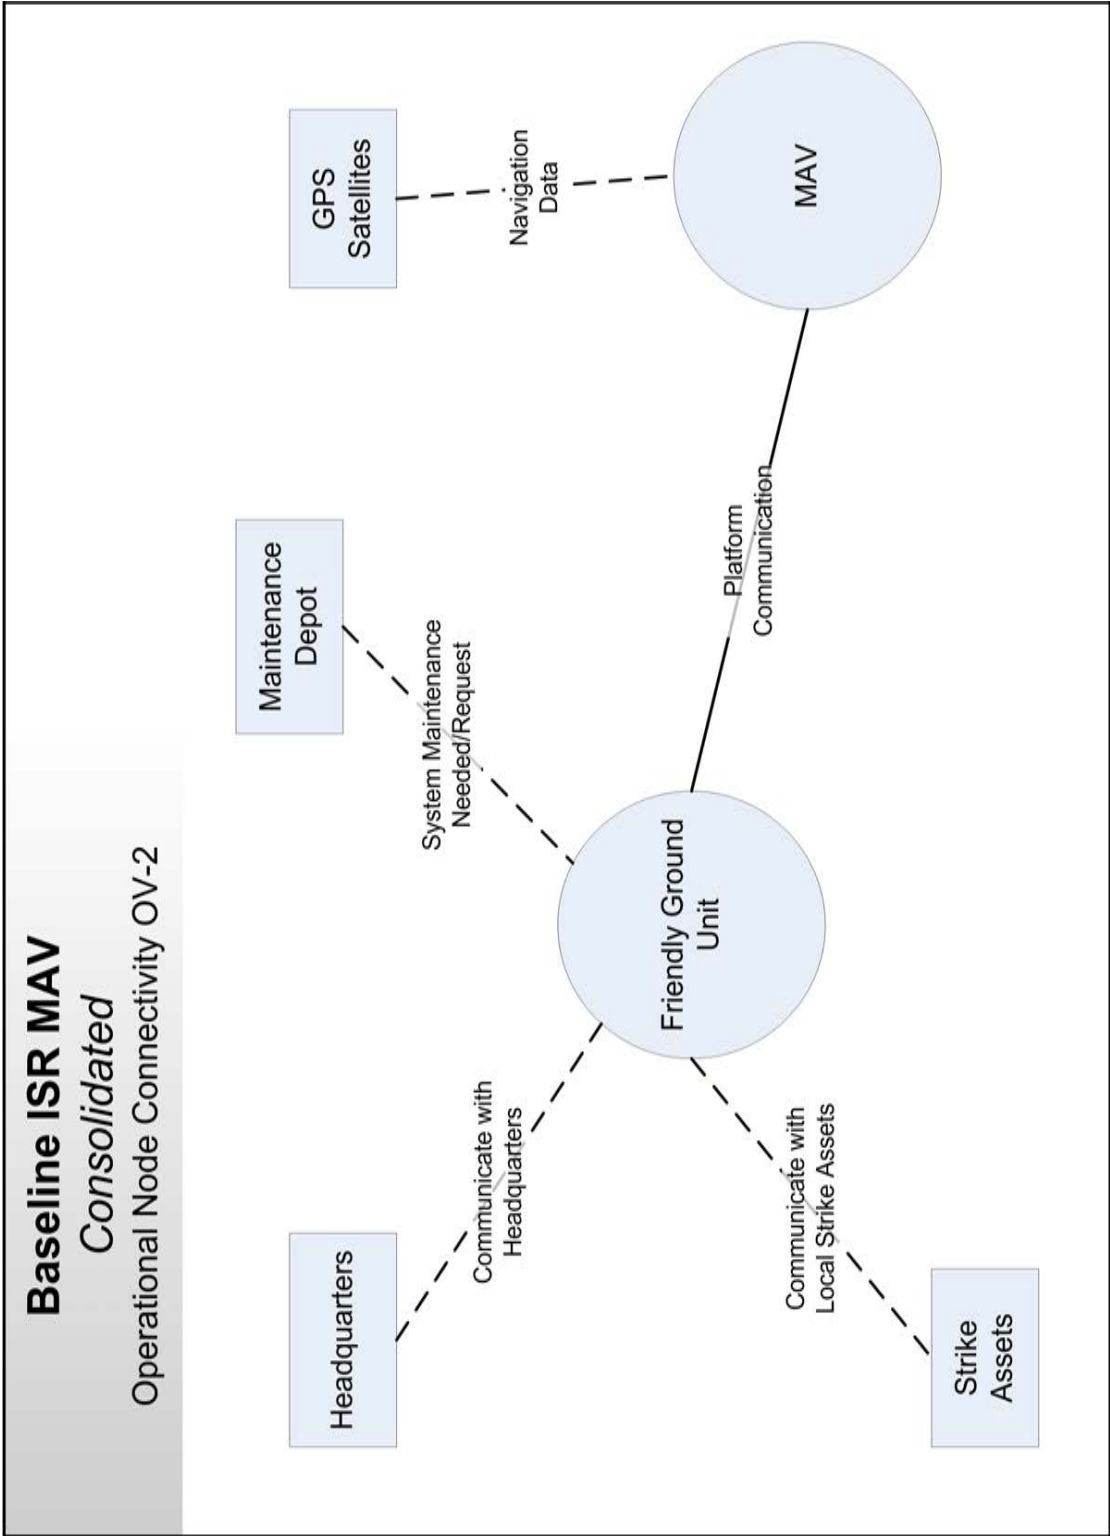 Baseline ISR MAV
Consolidated
Operational Node Connectivity OV-2
Headquarters
Communicate with
Headquarters
Maintenance
Depot
System Maintenance
Needed/Request
GPS
Satellites
Navigation
Data
Friendly Ground
Unit
Platform
Communication
MAV
Communicate with
Local Strike Assets
Strike
Assets